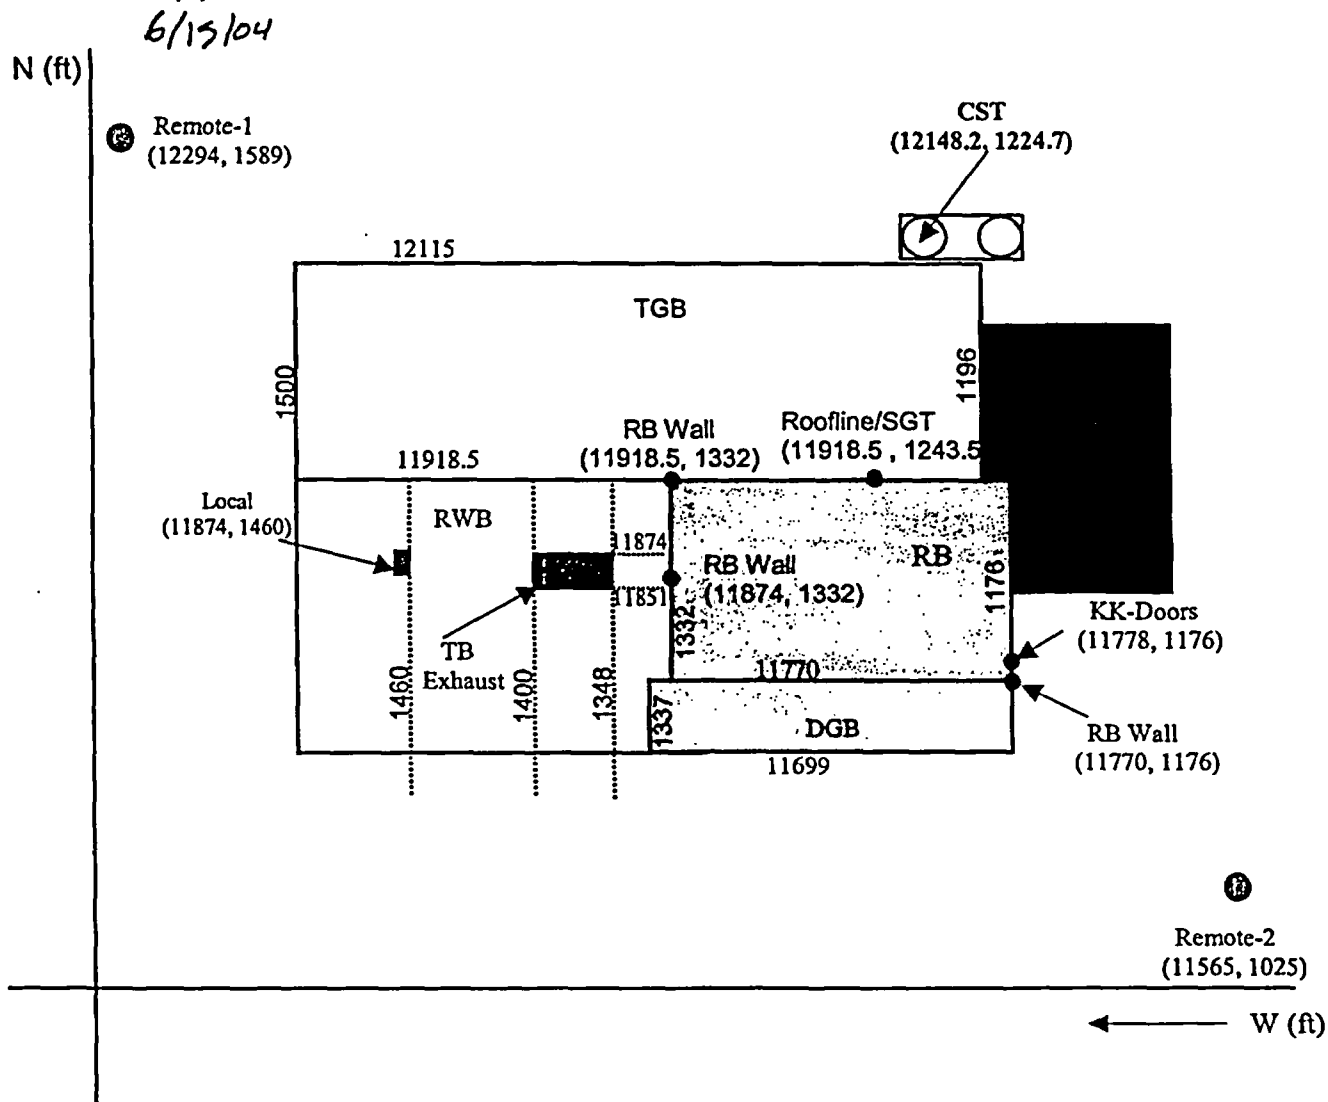 6/15/04
N (ft)
Remote-1
(12294, 1589)
CST
(12148.2, 1224.7)
12115
TGB
1500
1196
RB Wall
(11918.5, 1332)
Roofline/SGT
(11918.5 , 1243.5
11918.5
Local
(11874, 1460)
RWB
11874
11851
RB Wall
(11874, 1332)
RB
1176
1332
KK-Doors
(11778, 1176)
TB
Exhaust
1460
1400
1348
11770
1337
DGB
RB Wall
(11770, 1176)
11699
Remote-2
(11565, 1025)
W (ft)